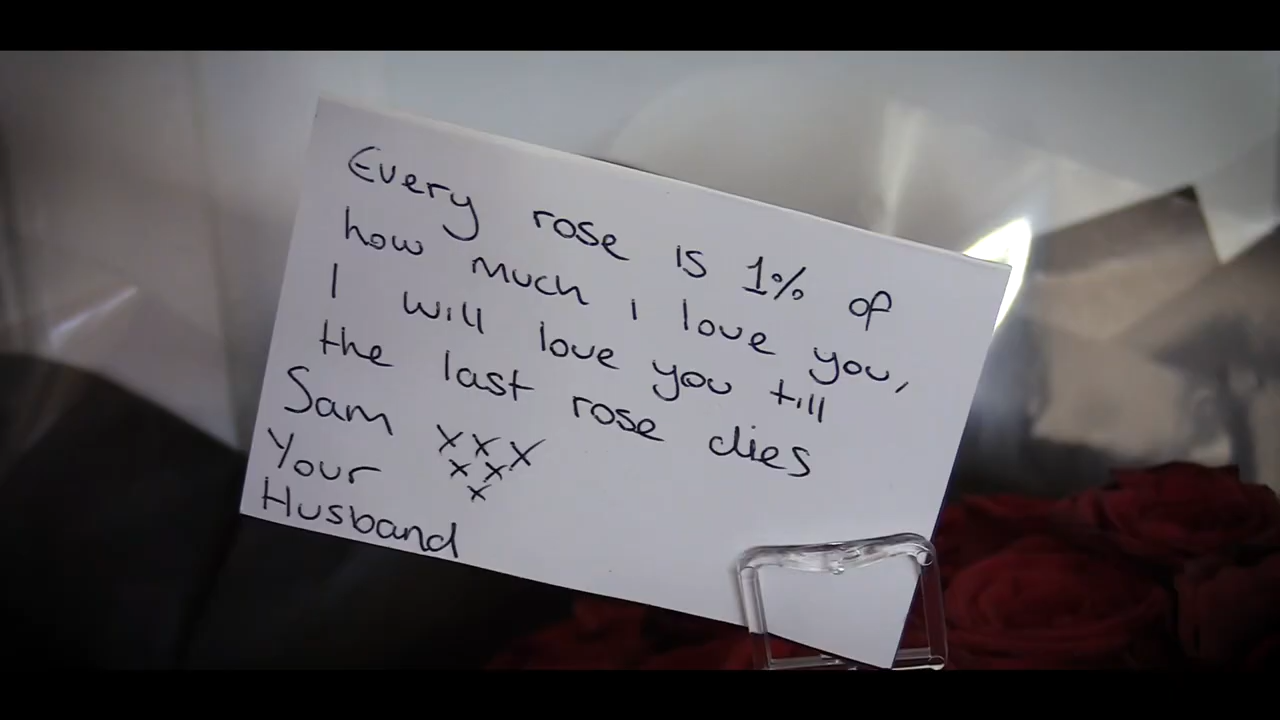 Every rose is 1% of
how much i love you,
I will love you till
the last rose dies
Sam xxx
xx
Your x
Husband